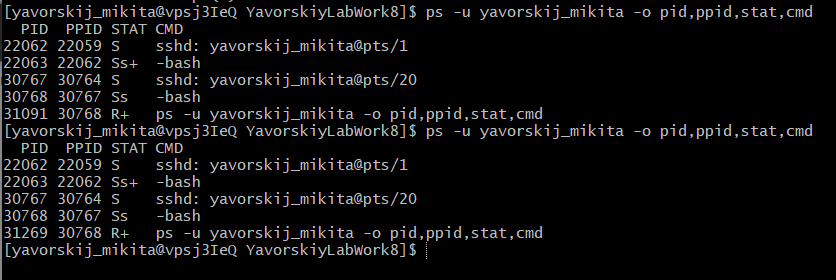 [yavorskij_mikita@vpsj3IeQ YavorskiyLabWork8]$ ps -u yavorskij_mikita -o pid,ppid,stat,cmd
  PID  PPID STAT CMD
22062 22059 S    sshd: yavorskij_mikita@pts/1
22063 22062 Ss+  -bash
30767 30764 S    sshd: yavorskij_mikita@pts/20
30768 30767 Ss   -bash
31091 30768 R+   ps -u yavorskij_mikita -o pid,ppid,stat,cmd
[yavorskij_mikita@vpsj3IeQ YavorskiyLabWork8]$ ps -u yavorskij_mikita -o pid,ppid,stat,cmd
  PID  PPID STAT CMD
22062 22059 S    sshd: yavorskij_mikita@pts/1
22063 22062 Ss+  -bash
30767 30764 S    sshd: yavorskij_mikita@pts/20
30768 30767 Ss   -bash
31269 30768 R+   ps -u yavorskij_mikita -o pid,ppid,stat,cmd
[yavorskij_mikita@vpsj3IeQ YavorskiyLabWork8]$